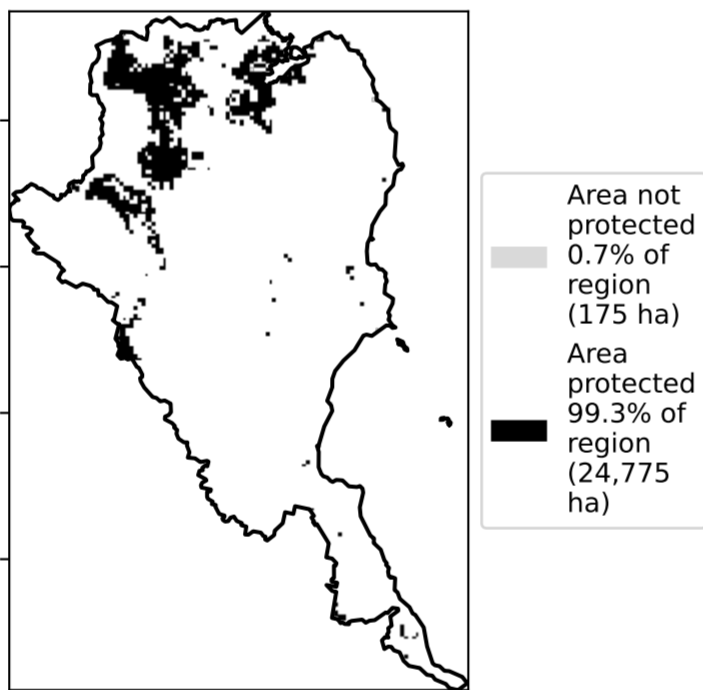 Area not
protected
0.7% of
region
(175 ha)
Area
protected
99.3% of
region
(24,775
ha)